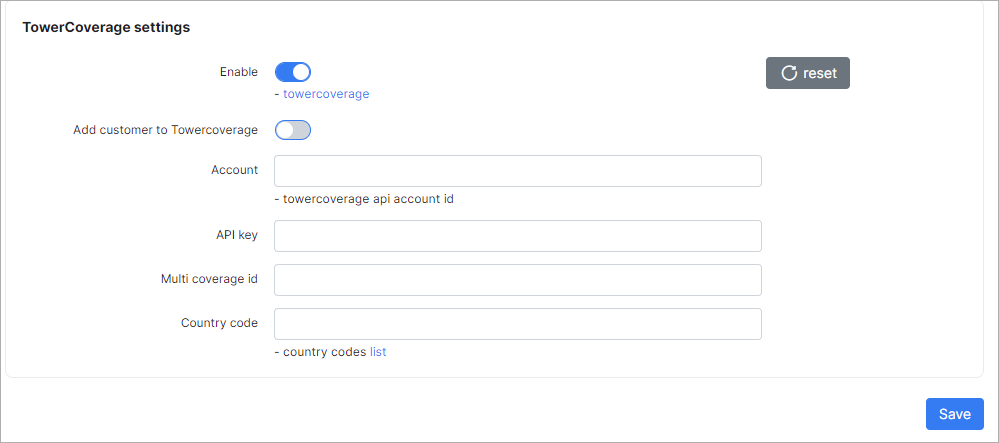 TowerCoverage settings
Enable
reset
- towercoverage
Add customer to Towercoverage
Account
- towercoverage api account id
API key
Multi coverage id
Country code
- country codes list
Save